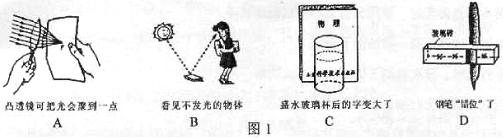 物理
玻璃砖
凸透镜可把光会聚到一点
看见不发光的物体
盛水玻璃杯后的字变大了
钢笔“错位”了
A
B
C
D
图1